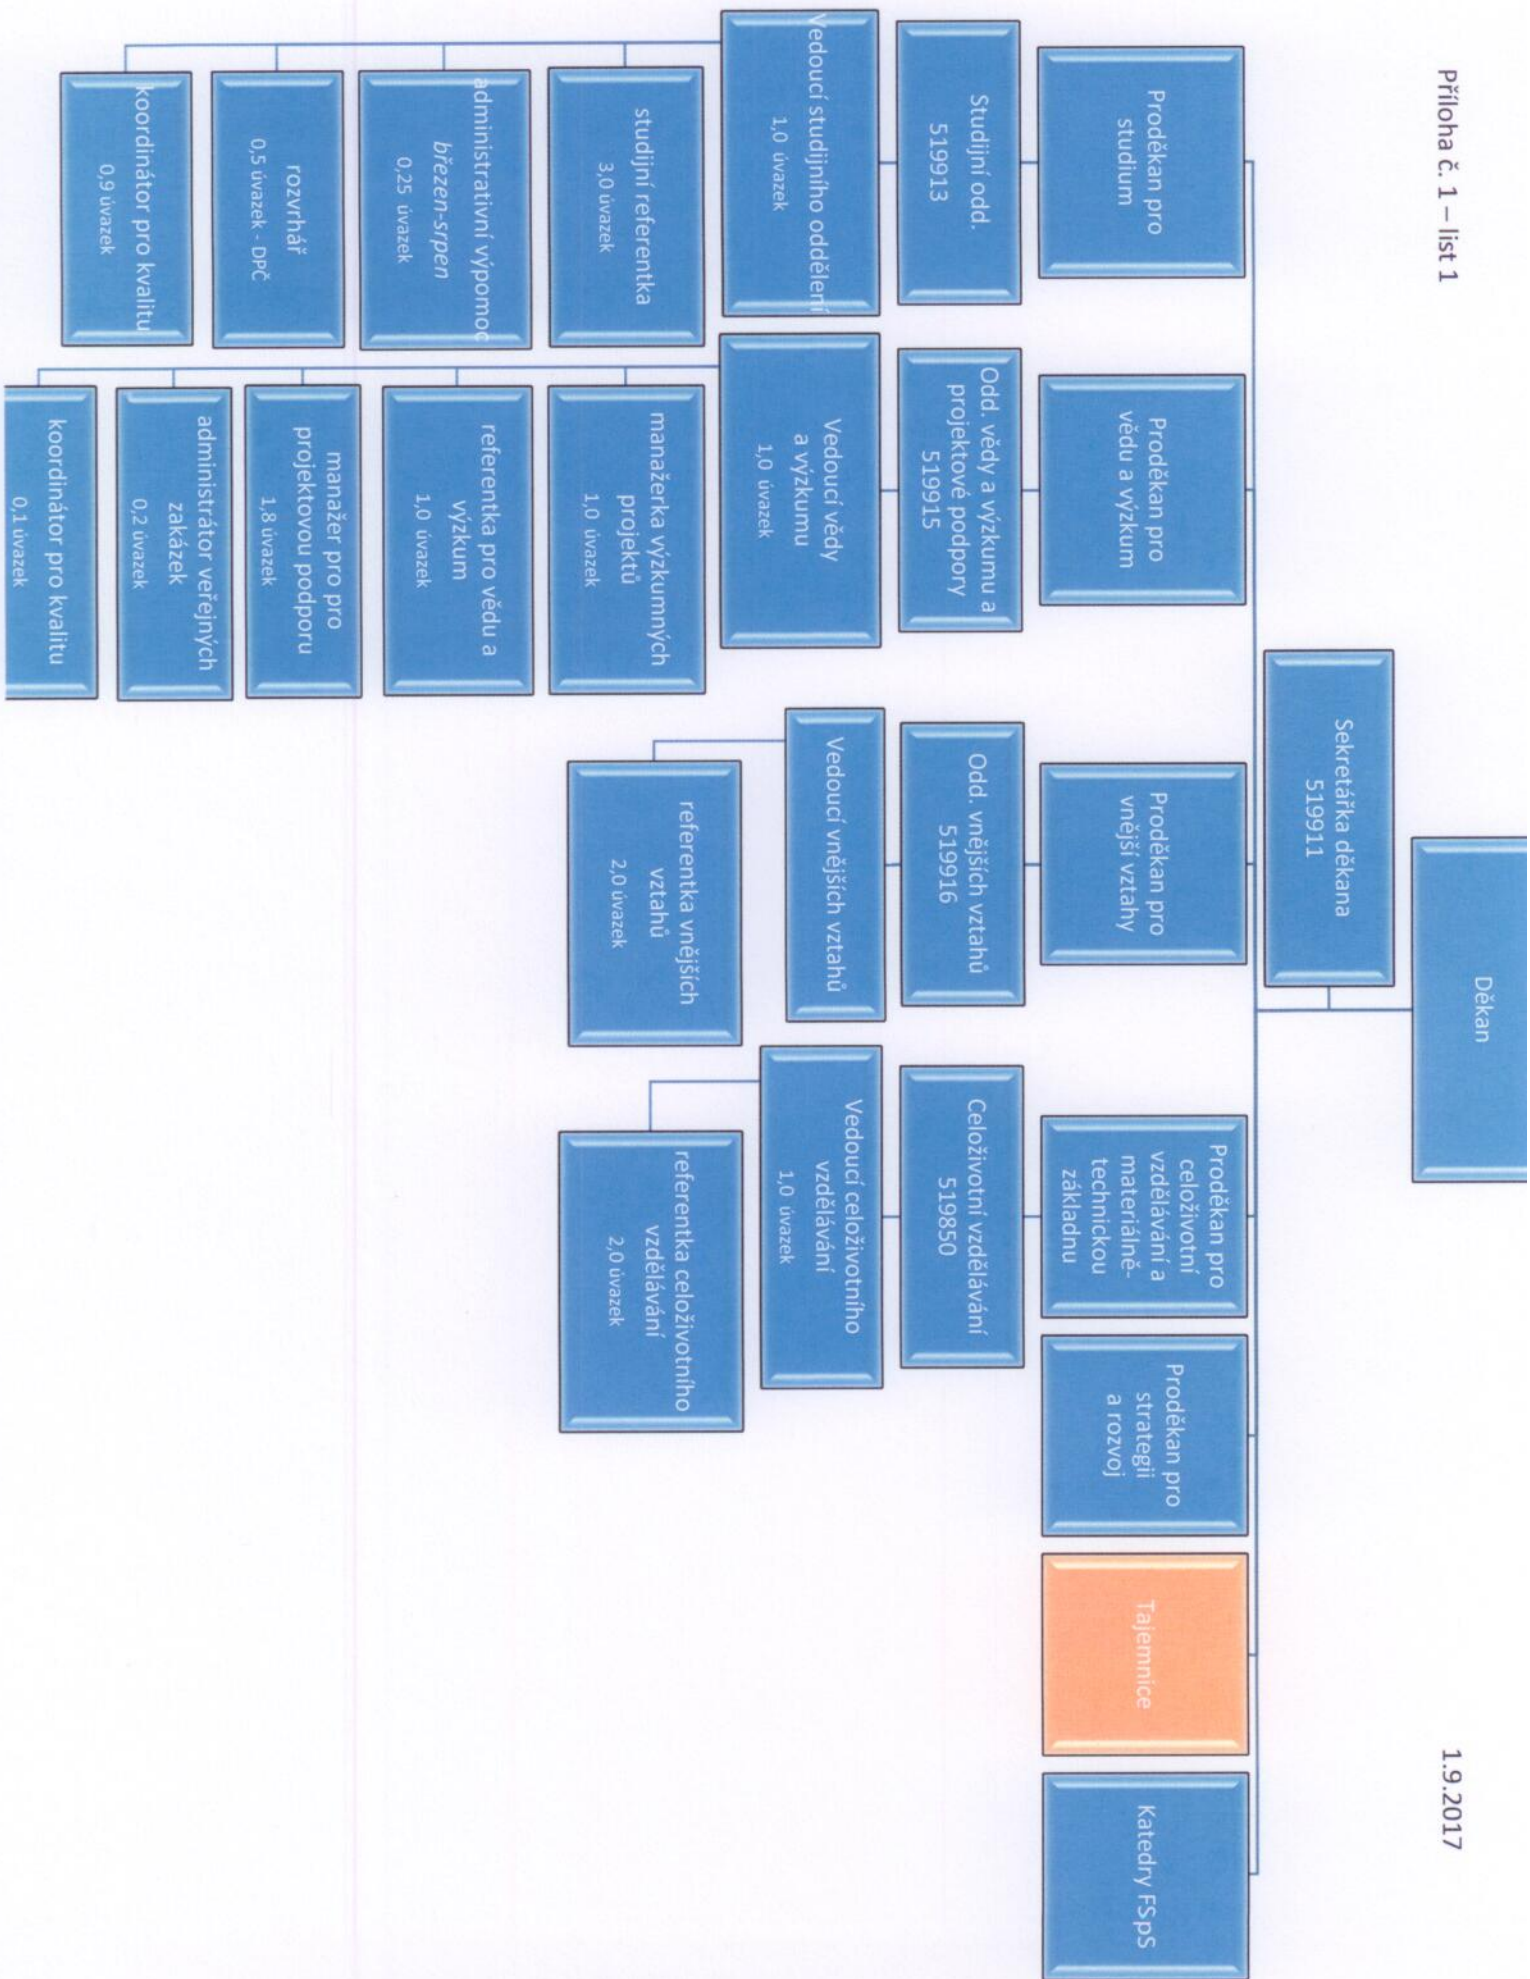 Příloha č. 1 – list 1
1.9.2017
Děkan
Sekretářka děkana
519911
Proděkan pro
studium
Studijní odd.
519913
Vedoucí studijního oddělení
1,0 úvazek
studijní referentka
3,0 úvazek
administrativní výpomoc
březen-srpen
0,25 úvazek
rozvrhář
0,5 úvazek - DPČ
koordinátor pro kvalitu
0,9 úvazek
Proděkan pro
vědu a výzkum
Odd. vědy a výzkumu a
projektové podpory
519915
Vedoucí vědy
a výzkumu
1,0 úvazek
manažerka výzkumných
projektů
1,0 úvazek
referentka pro vědu a
výzkum
1,0 úvazek
manažer pro pro
projektovou podporu
1,8 úvazek
administrátor veřejných
zakázek
0,2 úvazek
koordinátor pro kvalitu
0,1 úvazek
Proděkan pro
vnější vztahy
Odd. vnějších vztahů
519916
Vedoucí vnějších vztahů
referentka vnějších
vztahů
2,0 úvazek
Proděkan pro
celoživotní
vzdělávání a
materiálně-
technickou
základnu
Celoživotní vzdělávání
519850
Vedoucí celoživotního
vzdělávání
1,0 úvazek
referentka celoživotního
vzdělávání
2,0 úvazek
Proděkan pro
strategii
a rozvoj
Tajemnice
Katedry FSpS